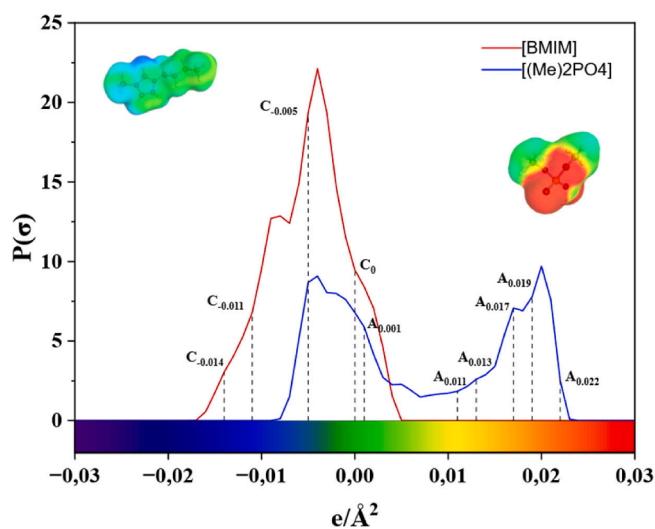 [BMIM]
[(Me)2PO4]
25
20
15
10
5
0
P(σ)
C-0.005
C-0.011
C-0.014
C0
A0.001
A0.011
A0.013
A0.017
A0.019
A0.022
−0,03
−0,02
−0,01
0,00
0,01
0,02
0,03
e/Å²